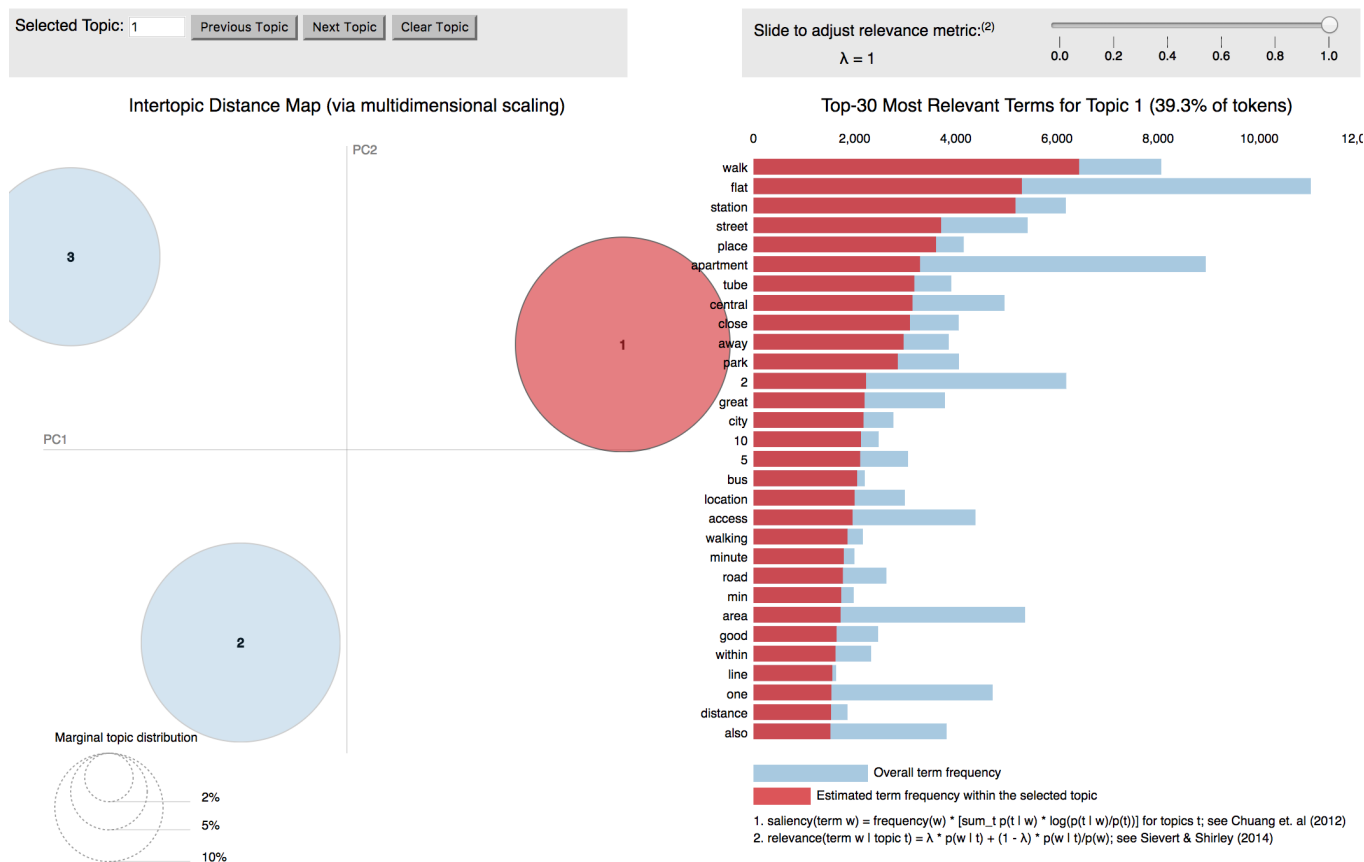 Selected Topic: 1 Previous Topic Next Topic Clear Topic
Slide to adjust relevance metric:(2)
λ = 1
0.0 0.2 0.4 0.6 0.8 1.0
Intertopic Distance Map (via multidimensional scaling)
PC2
PC1
3
1
2
Marginal topic distribution
2%
5%
10%
Top-30 Most Relevant Terms for Topic 1 (39.3% of tokens)
0 2,000 4,000 6,000 8,000 10,000 12,0
walk
flat
station
street
place
apartment
tube
central
close
away
park
2
great
city
10
5
bus
location
access
walking
minute
road
min
area
good
within
line
one
distance
also
Overall term frequency
Estimated term frequency within the selected topic
1. saliency(term w) = frequency(w) * [sum_t p(t | w) * log(p(t | w)/p(t))] for topics t; see Chuang et. al (2012)
2. relevance(term w | topic t) = λ * p(w | t) + (1 - λ) * p(w | t)/p(w); see Sievert & Shirley (2014)